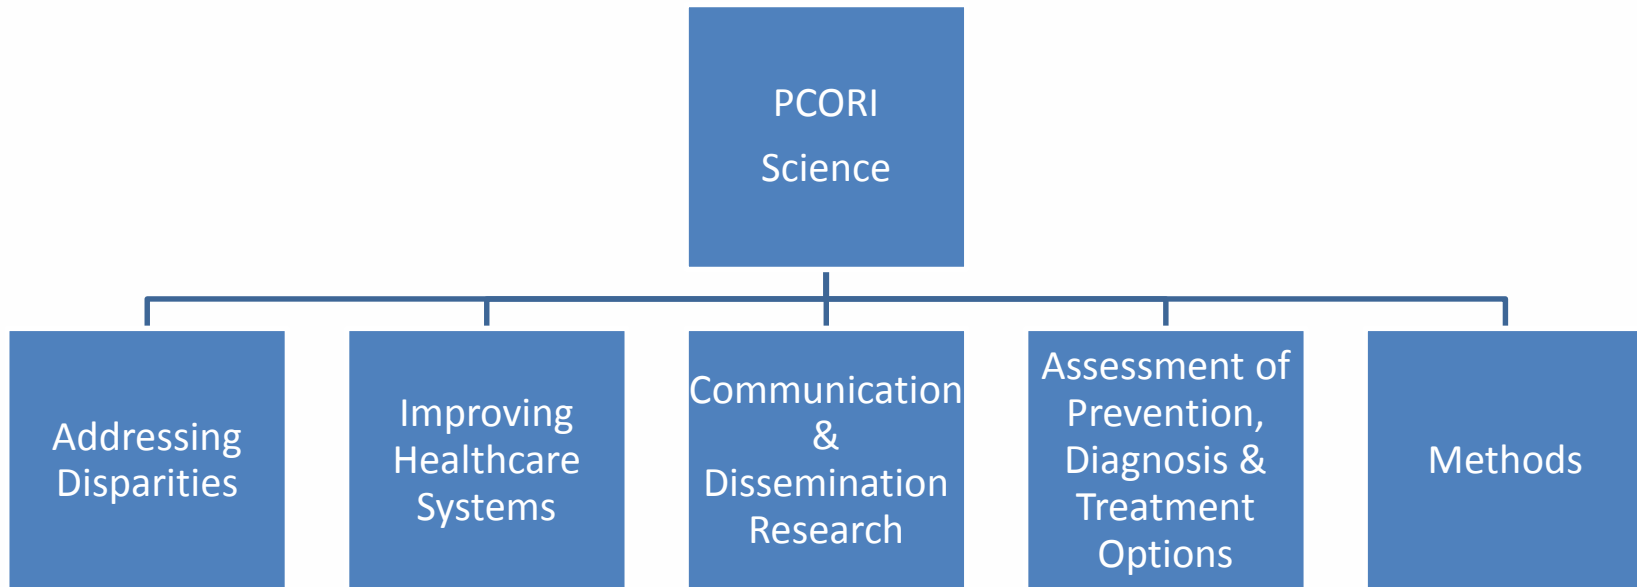 PCORI
Science
Addressing
Disparities
Improving
Healthcare
Systems
Communication
&
Dissemination
Research
Assessment of
Prevention,
Diagnosis &
Treatment
Options
Methods